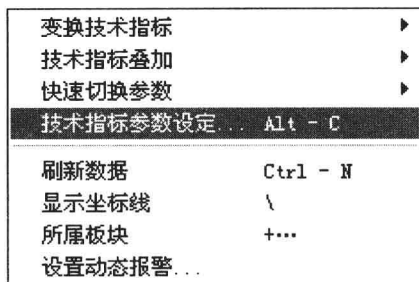 变换技术指标
技术指标叠加
快速切换参数
技术指标参数设定... Alt - C
刷新数据 Ctrl - N
显示坐标线 \
所属板块 +···
设置动态报警...